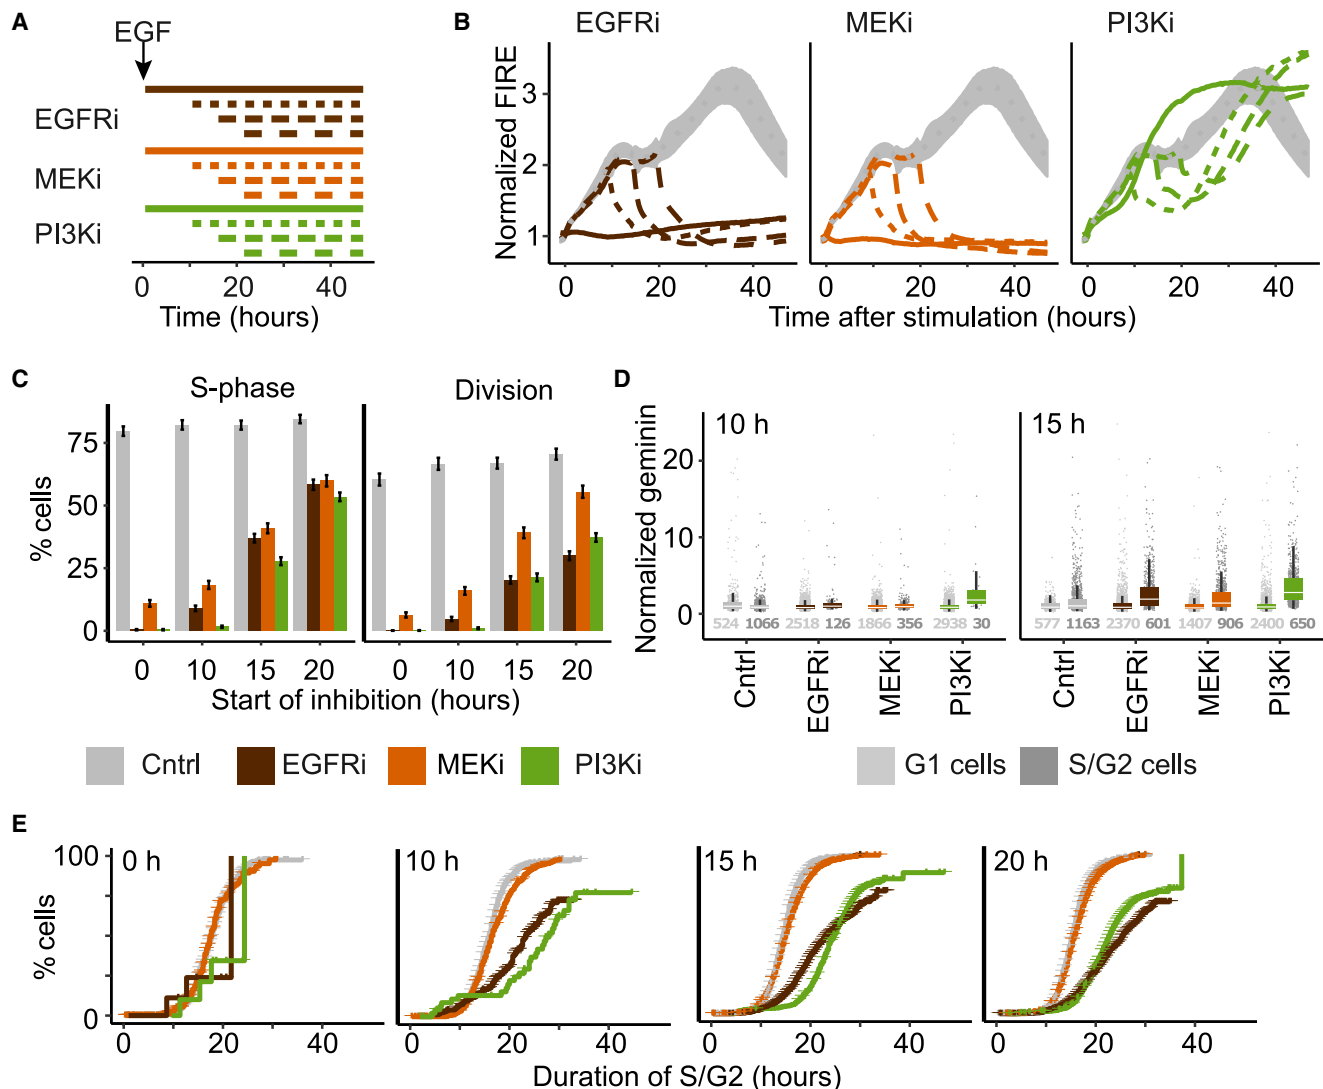 A
EGF
EGFRi
MEKi
PI3Ki
20
40
Time (hours)
B
EGFRi
MEKi
PI3Ki
Normalized FIRE
3
2
1
0 20 40
0 20 40
0 20 40
Time after stimulation (hours)
C
S-phase
Division
% cells
75
50
25
0
0 10 15 20
0 10 15 20
Start of inhibition (hours)
D
10 h
15 h
Normalized geminin
20
10
0
524 1066 2518 126 1866 356 2938 30
577 1163 2370 601 1407 906 2400 650
Cntrl EGFRi MEKi PI3Ki
Cntrl EGFRi MEKi PI3Ki
Cntrl EGFRi MEKi PI3Ki
G1 cells S/G2 cells
E
0 h
10 h
15 h
20 h
% cells
100
0
0 20 40
0 20 40
0 20 40
0 20 40
Duration of S/G2 (hours)